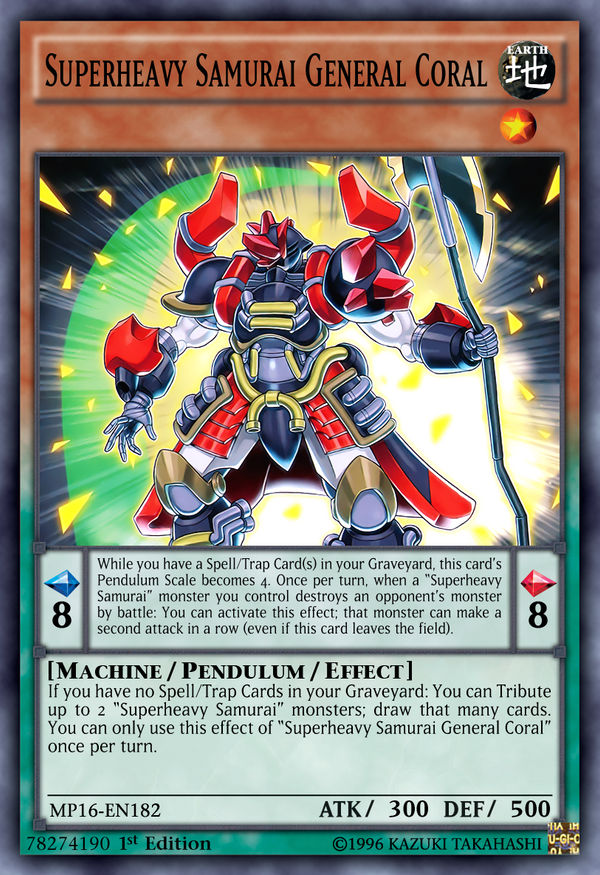 Superheavy Samurai General Coral
EARTH
地
While you have a Spell/Trap Card(s) in your Graveyard, this card's
Pendulum Scale becomes 4. Once per turn, when a "Superheavy
Samurai" monster you control destroys an opponent's monster
by battle: You can activate this effect; that monster can make a
second attack in a row (even if this card leaves the field).
8
8
[Machine / Pendulum / Effect]
If you have no Spell/Trap Cards in your Graveyard: You can Tribute
up to 2 "Superheavy Samurai" monsters; draw that many cards.
You can only use this effect of "Superheavy Samurai General Coral"
once per turn.
MP16-EN182
ATK/ 300 DEF/ 500
78274190 1st Edition
©1996 KAZUKI TAKAHASHI